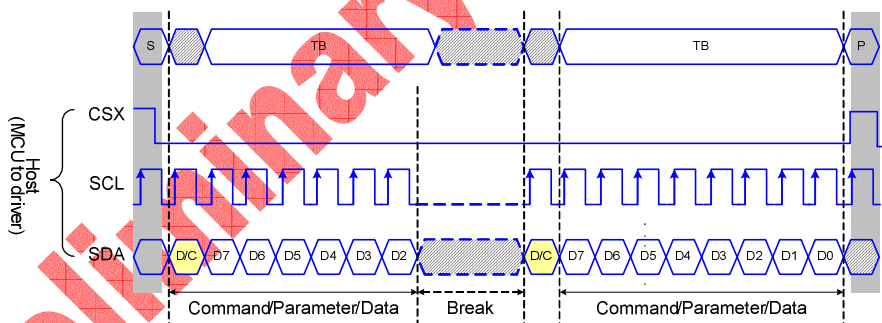 S TB TB P
CSX
Host
(MCU to driver)
SCL
SDA D/C D7 D6 D5 D4 D3 D2 D/C D7 D6 D5 D4 D3 D2 D1 D0
Command/Parameter/Data Break Command/Parameter/Data